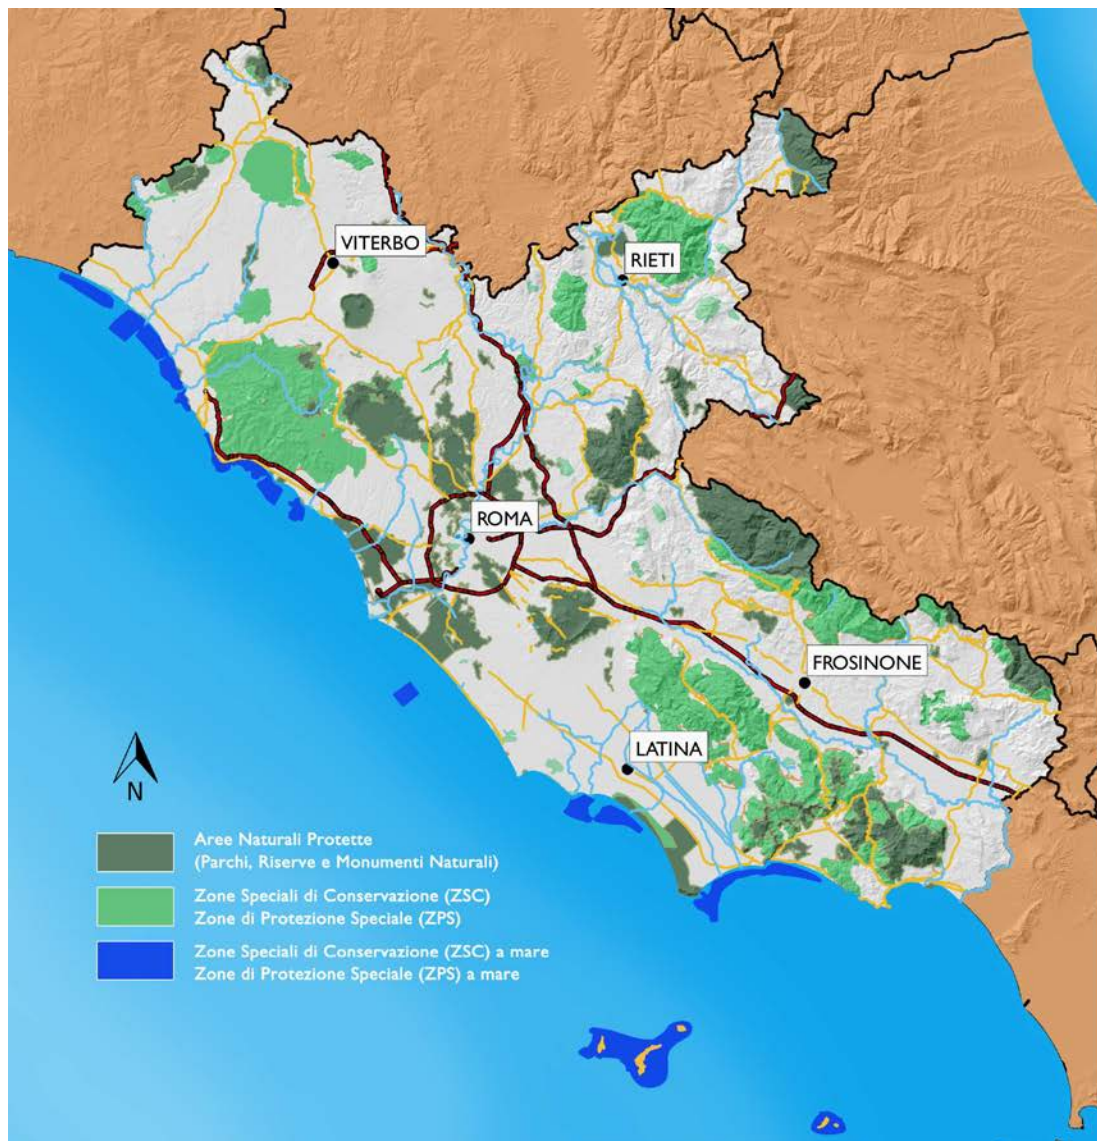 VITERBO
RIETI
ROMA
FROSINONE
LATINA
N
Aree Naturali Protette
(Parchi, Riserve e Monumenti Naturali)
Zone Speciali di Conservazione (ZSC)
Zone di Protezione Speciale (ZPS)
Zone Speciali di Conservazione (ZSC) a mare
Zone di Protezione Speciale (ZPS) a mare